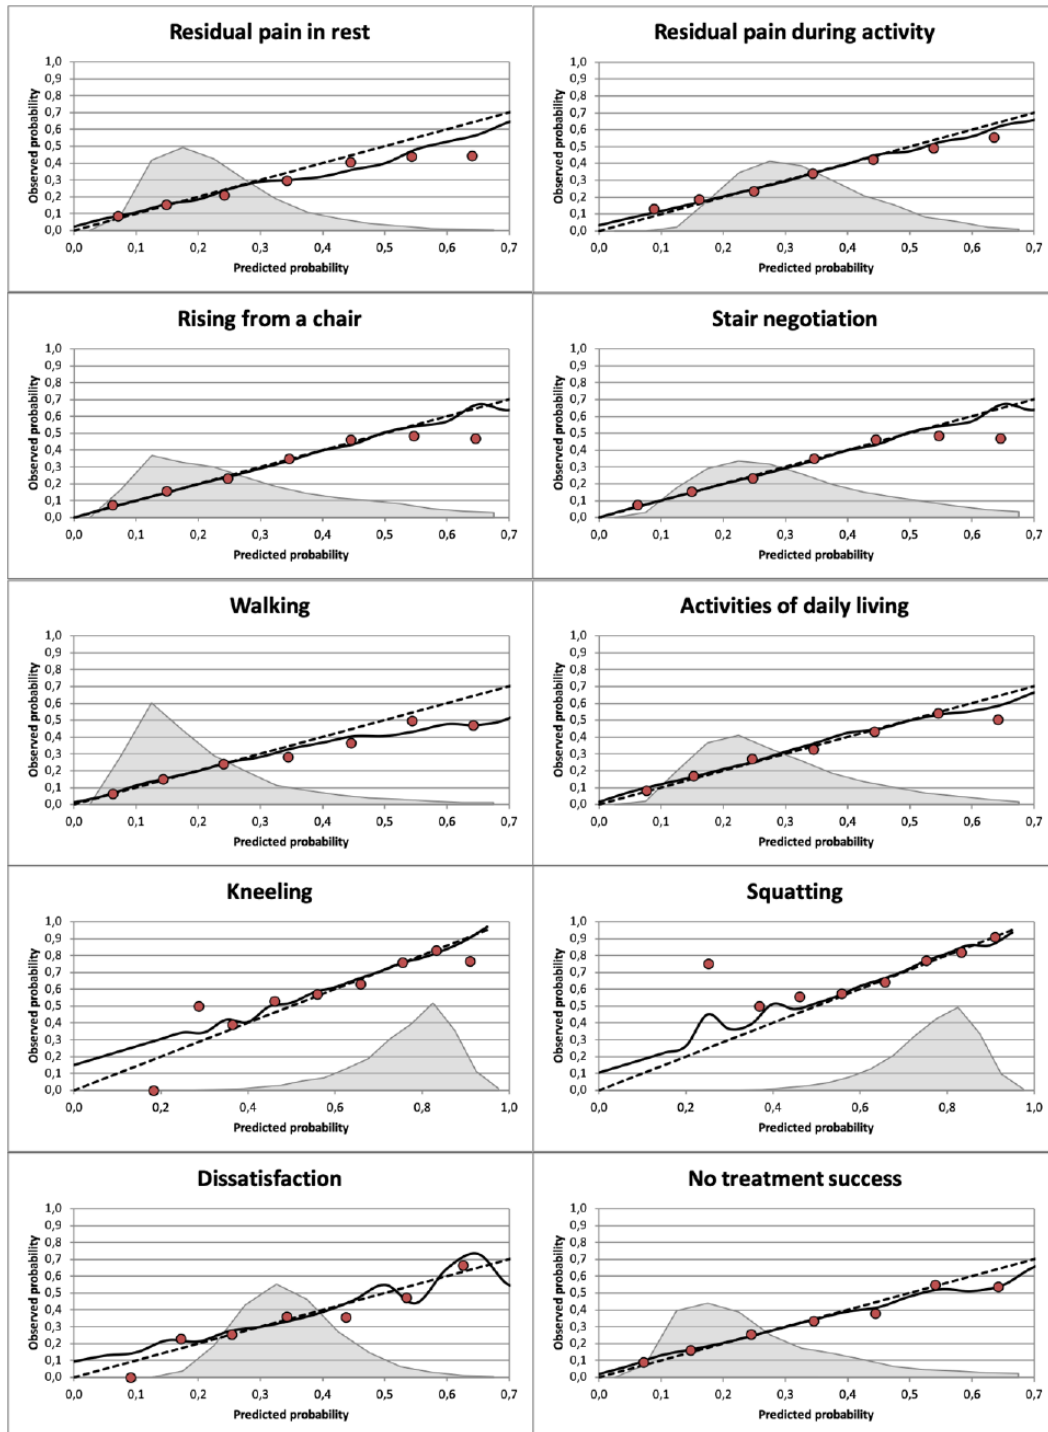 Residual pain in rest
Observed probability
1,0
0,9
0,8
0,7
0,6
0,5
0,4
0,3
0,2
0,1
0,0
0,0 0,1 0,2 0,3 0,4 0,5 0,6 0,7
Predicted probability
Residual pain during activity
Observed probability
1,0
0,9
0,8
0,7
0,6
0,5
0,4
0,3
0,2
0,1
0,0
0,0 0,1 0,2 0,3 0,4 0,5 0,6 0,7
Predicted probability
Rising from a chair
Observed probability
1,0
0,9
0,8
0,7
0,6
0,5
0,4
0,3
0,2
0,1
0,0
0,0 0,1 0,2 0,3 0,4 0,5 0,6 0,7
Predicted probability
Stair negotiation
Observed probability
1,0
0,9
0,8
0,7
0,6
0,5
0,4
0,3
0,2
0,1
0,0
0,0 0,1 0,2 0,3 0,4 0,5 0,6 0,7
Predicted probability
Walking
Observed probability
1,0
0,9
0,8
0,7
0,6
0,5
0,4
0,3
0,2
0,1
0,0
0,0 0,1 0,2 0,3 0,4 0,5 0,6 0,7
Predicted probability
Activities of daily living
Observed probability
1,0
0,9
0,8
0,7
0,6
0,5
0,4
0,3
0,2
0,1
0,0
0,0 0,1 0,2 0,3 0,4 0,5 0,6 0,7
Predicted probability
Kneeling
Observed probability
1,0
0,9
0,8
0,7
0,6
0,5
0,4
0,3
0,2
0,1
0,0
0,0 0,2 0,4 0,6 0,8 1,0
Predicted probability
Squatting
Observed probability
1,0
0,9
0,8
0,7
0,6
0,5
0,4
0,3
0,2
0,1
0,0
0,0 0,2 0,4 0,6 0,8 1,0
Predicted probability
Dissatisfaction
Observed probability
1,0
0,9
0,8
0,7
0,6
0,5
0,4
0,3
0,2
0,1
0,0
0,0 0,1 0,2 0,3 0,4 0,5 0,6 0,7
Predicted probability
No treatment success
Observed probability
1,0
0,9
0,8
0,7
0,6
0,5
0,4
0,3
0,2
0,1
0,0
0,0 0,1 0,2 0,3 0,4 0,5 0,6 0,7
Predicted probability